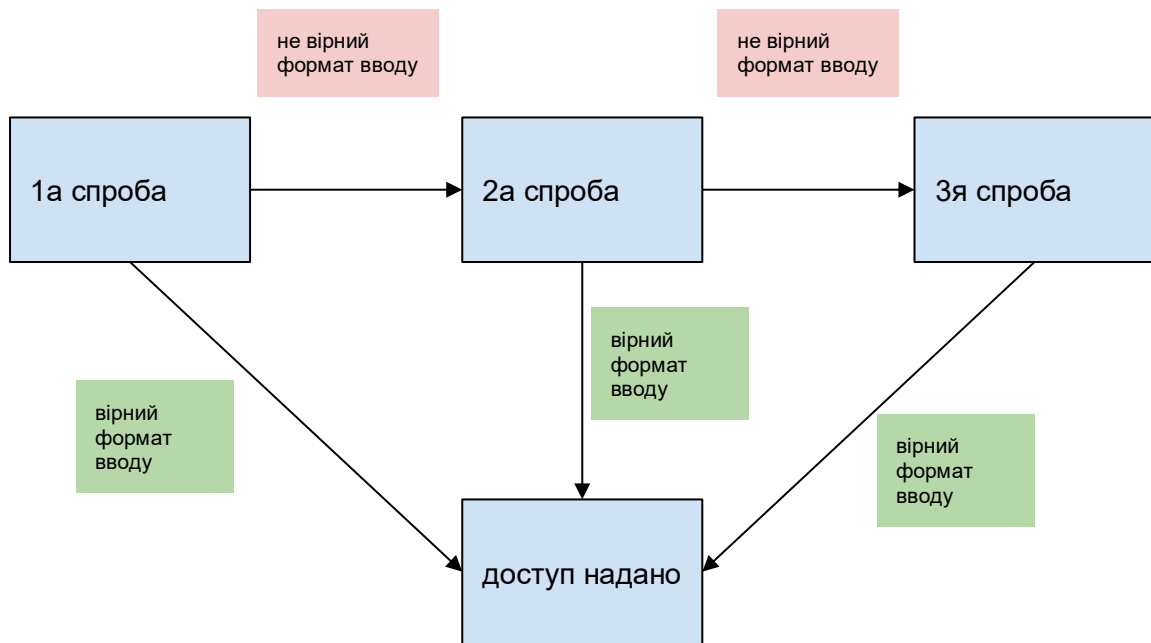 не вірний
формат вводу
не вірний
формат вводу
1а спроба
2а спроба
3я спроба
вірний
формат
вводу
вірний
формат
вводу
вірний
формат
вводу
доступ надано